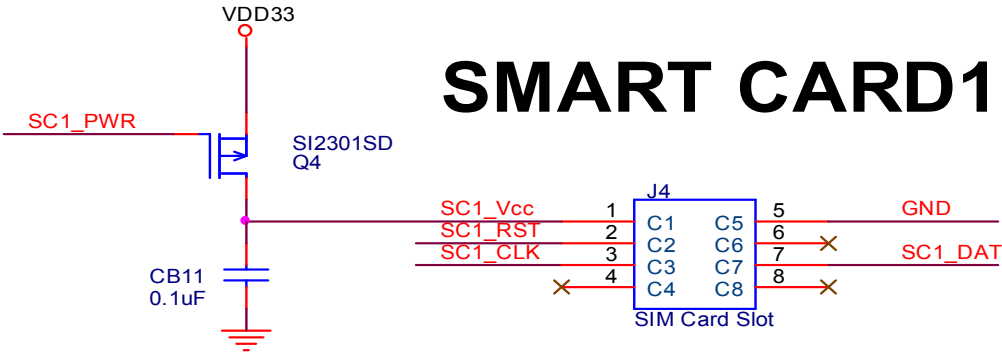 VDD33
SMART CARD1
SC1_PWR
SI2301SD
Q4
J4
SC1_Vcc 1 C1 C5 5 GND
SC1_RST 2 C2 C6 6
SC1_CLK 3 C3 C7 7 SC1_DAT
4 C4 C8 8
CB11
0.1uF
SIM Card Slot